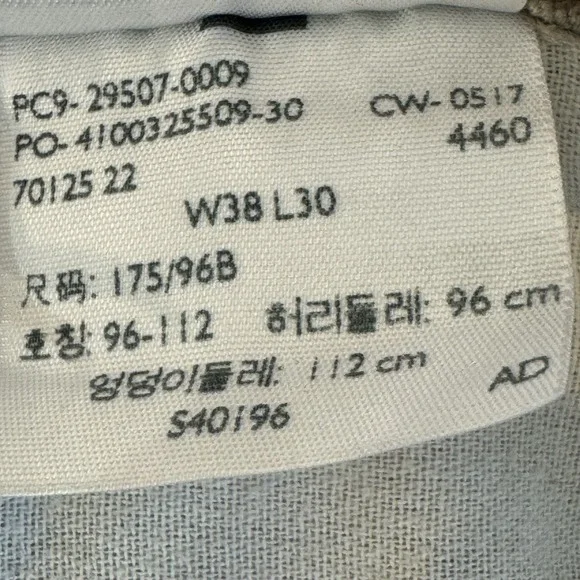 PC9-29507-0009
PO-4100325509-30
CW-0517
4460
70125 22
W38 L30
尺码: 175/96B
호칭: 96-112 허리둘레: 96 cm
엉덩이둘레: 112 cm
AD
S40196